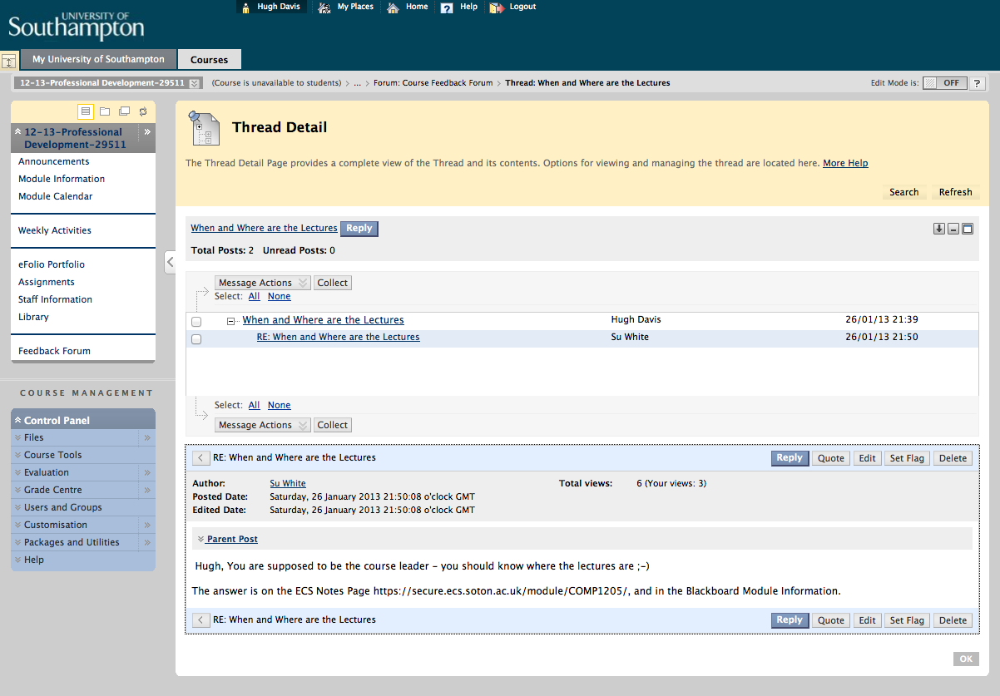 UNIVERSITY OF
Southampton
Hugh Davis My Places Home Help Logout
My University of Southampton Courses
12-13-Professional Development-29511 (Course is unavailable to students) > ... > Forum: Course Feedback Forum > Thread: When and Where are the Lectures Edit Mode is: OFF ?
12-13-Professional
Development-29511
Announcements
Module Information
Module Calendar
Weekly Activities
eFolio Portfolio
Assignments
Staff Information
Library
Feedback Forum
COURSE MANAGEMENT
Control Panel
Files
Course Tools
Evaluation
Grade Centre
Users and Groups
Customisation
Packages and Utilities
Help
Thread Detail
The Thread Detail Page provides a complete view of the Thread and its contents. Options for viewing and managing the thread are located here. More Help
Search Refresh
When and Where are the Lectures Reply
Total Posts: 2 Unread Posts: 0
Message Actions Collect
Select: All None
When and Where are the Lectures Hugh Davis 26/01/13 21:39
RE: When and Where are the Lectures Su White 26/01/13 21:50
Select: All None
Message Actions Collect
RE: When and Where are the Lectures Reply Quote Edit Set Flag Delete
Author: Su White Total views: 6 (Your views: 3)
Posted Date: Saturday, 26 January 2013 21:50:08 o'clock GMT
Edited Date: Saturday, 26 January 2013 21:50:08 o'clock GMT
Parent Post
Hugh, You are supposed to be the course leader - you should know where the lectures are ;-)
The answer is on the ECS Notes Page https://secure.ecs.soton.ac.uk/module/COMP1205/, and in the Blackboard Module Information.
RE: When and Where are the Lectures Reply Quote Edit Set Flag Delete
OK